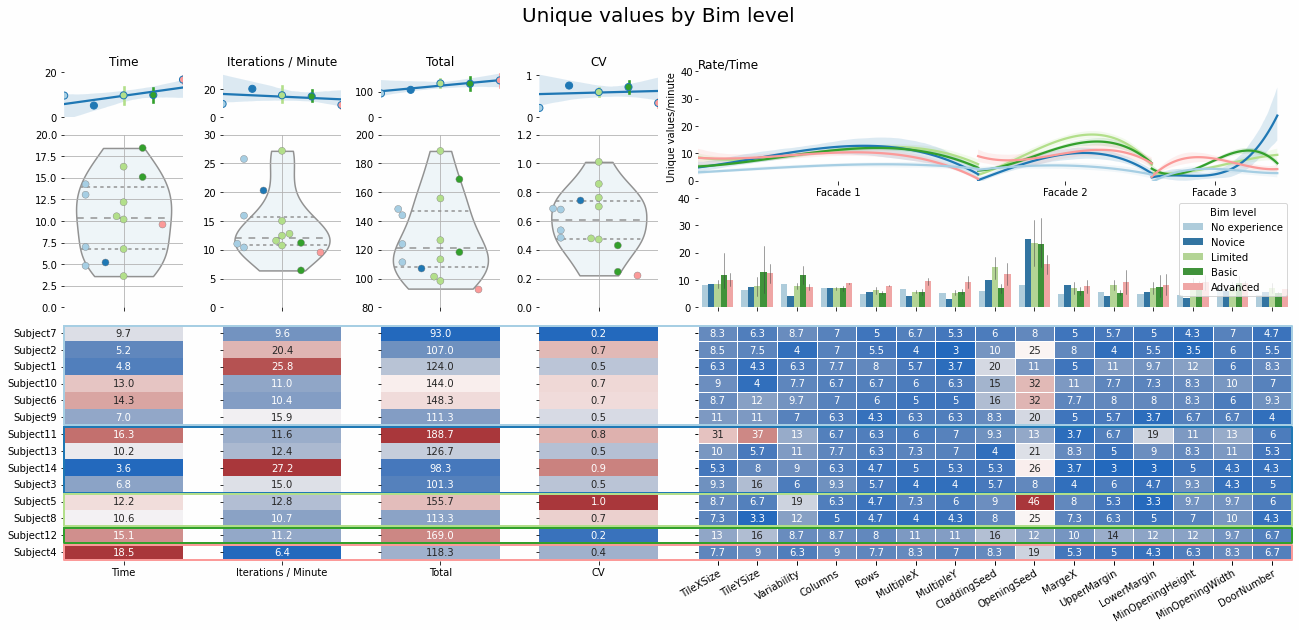 Unique values by Bim level
Time
Iterations / Minute
Total
CV
Rate/Time
20
0
20
0
100
0
1
0
Unique values/minute
40
30
20
10
0
Facade 1
Facade 2
Facade 3
20.0
17.5
15.0
12.5
10.0
7.5
5.0
2.5
0.0
30
25
20
15
10
5
0
200
180
160
140
120
100
80
1.2
1.0
0.8
0.6
0.4
0.2
0.0
40
30
20
10
0
Bim level
No experience
Novice
Limited
Basic
Advanced
Subject7 9.7 9.6 93.0 0.2 8.3 6.3 8.7 7 5 6.7 5.3 6 8 5 5.7 5 4.3 7 4.7
Subject2 5.2 20.4 107.0 0.7 8.5 7.5 4 7 5.5 4 3 10 25 8 4 5.5 3.5 6 5.5
Subject1 4.8 25.8 124.0 0.5 6.3 4.3 6.3 7.7 8 5.7 3.7 20 11 5 11 9.7 12 6 8.3
Subject10 13.0 11.0 144.0 0.7 9 4 7.7 6.7 6.7 6 6.3 15 32 11 7.7 7.3 8.3 10 7
Subject6 14.3 10.4 148.3 0.7 8.7 12 9.7 7 6 5 5 16 32 7.7 8 8 8.3 6 9.3
Subject9 7.0 15.9 111.3 0.5 11 11 7 6.3 4.3 6.3 6.3 8.3 20 5 5.7 3.7 6.7 6.7 4
Subject11 16.3 11.6 188.7 0.8 31 37 13 6.7 6.3 6 7 9.3 13 3.7 6.7 19 11 13 6
Subject13 10.2 12.4 126.7 0.5 10 5.7 11 7.7 6.3 7.3 7 4 21 8.3 5 9 8.3 11 5.3
Subject14 3.6 27.2 98.3 0.9 5.3 8 9 6.3 4.7 5 5.3 5.3 26 3.7 3 3 5 4.3 4.3
Subject3 6.8 15.0 101.3 0.5 9.3 16 6 9.3 5.7 4 4 5.7 8 4 6 4.7 9.3 4.3 5
Subject5 12.2 12.8 155.7 1.0 8.7 6.7 19 6.3 4.7 7.3 6 9 46 8 5.3 3.3 9.7 9.7 6
Subject8 10.6 10.7 113.3 0.7 7.3 3.3 12 5 4.7 4 4.3 8 25 7.3 6.3 5 7 10 4.3
Subject12 15.1 11.2 169.0 0.2 13 16 8.7 8.7 8 11 11 16 12 10 14 12 12 9.7 6.7
Subject4 18.5 6.4 118.3 0.4 7.7 9 6.3 9 7.7 8.3 7 8.3 19 5.3 5 4.3 6.3 8.3 6.7
Time
Iterations / Minute
Total
CV
TileXSize
TileYSize
Variability
Columns
Rows
MultipleX
MultipleY
CladdingSeed
OpeningSeed
MargeX
UpperMargin
LowerMargin
MinOpeningHeight
MinOpeningWidth
DoorNumber